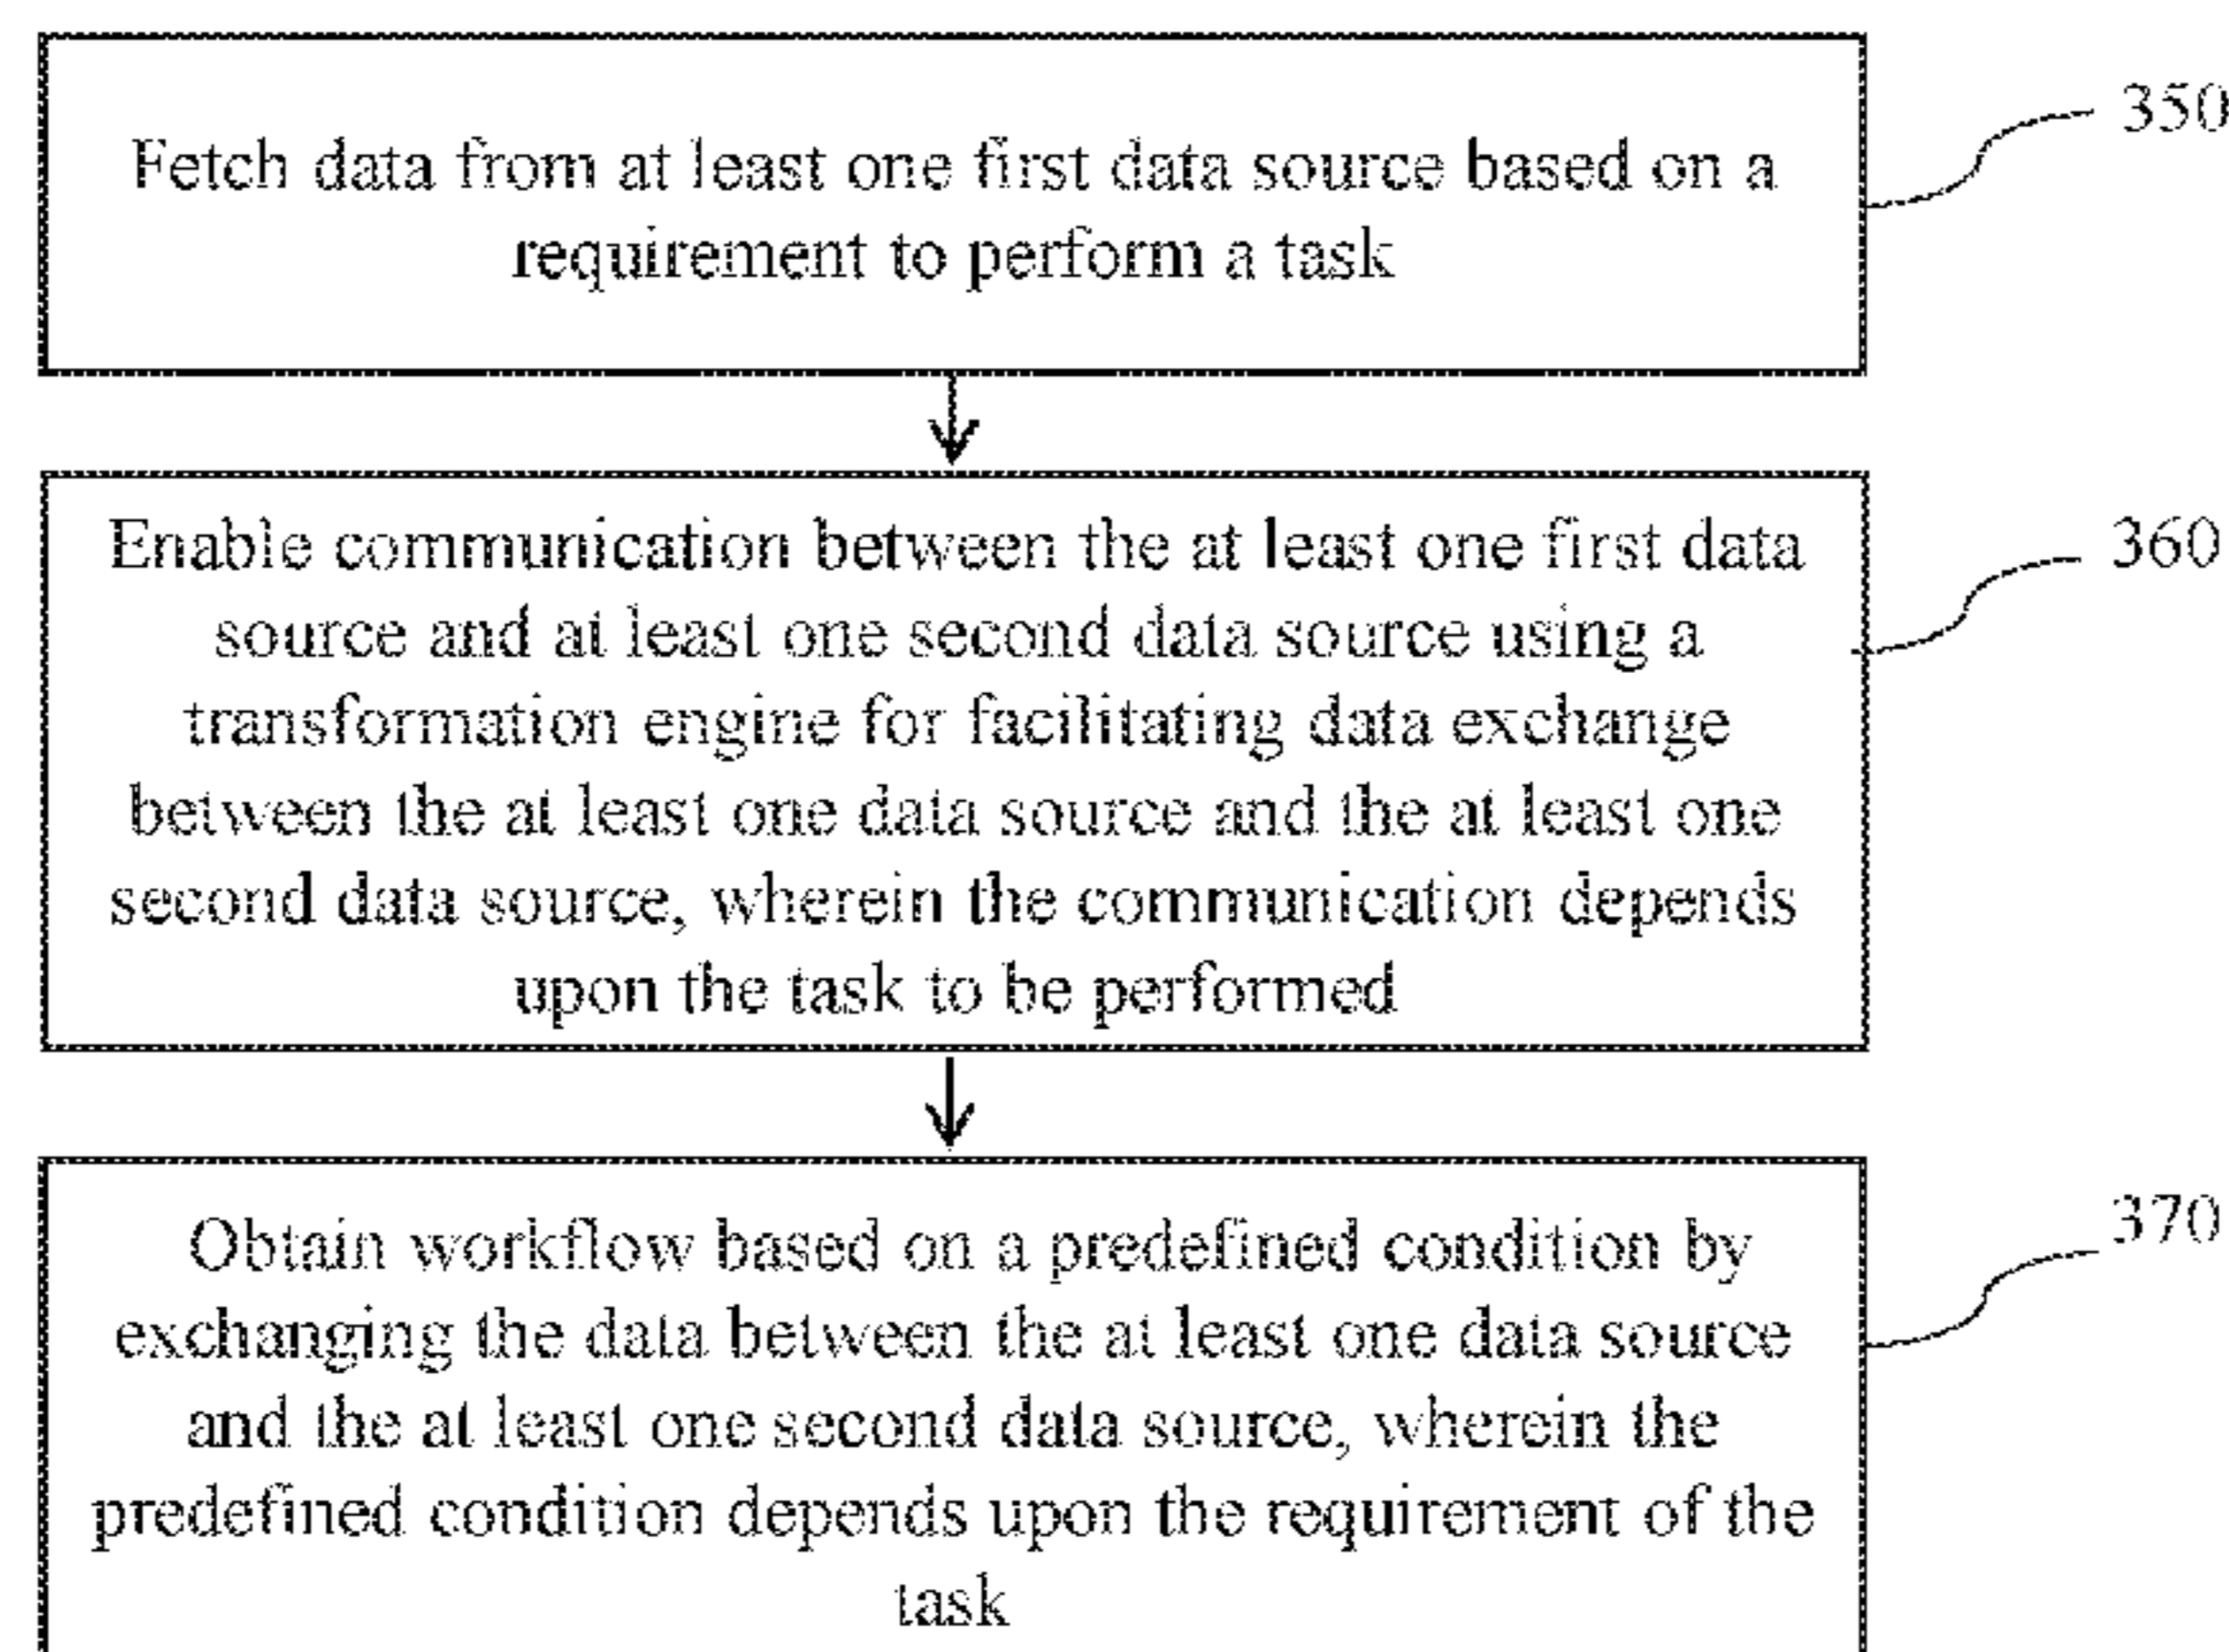 Fetch data from at least one first data source based on a
requirement to perform a task
350
Enable communication between the at least one first data
source and at least one second data source using a
transformation engine for facilitating data exchange
between the at least one data source and the at least one
second data source, wherein the communication depends
upon the task to be performed
360
Obtain workflow based on a predefined condition by
exchanging the data between the at least one data source
and the at least one second data source, wherein the
predefined condition depends upon the requirement of the
task
370